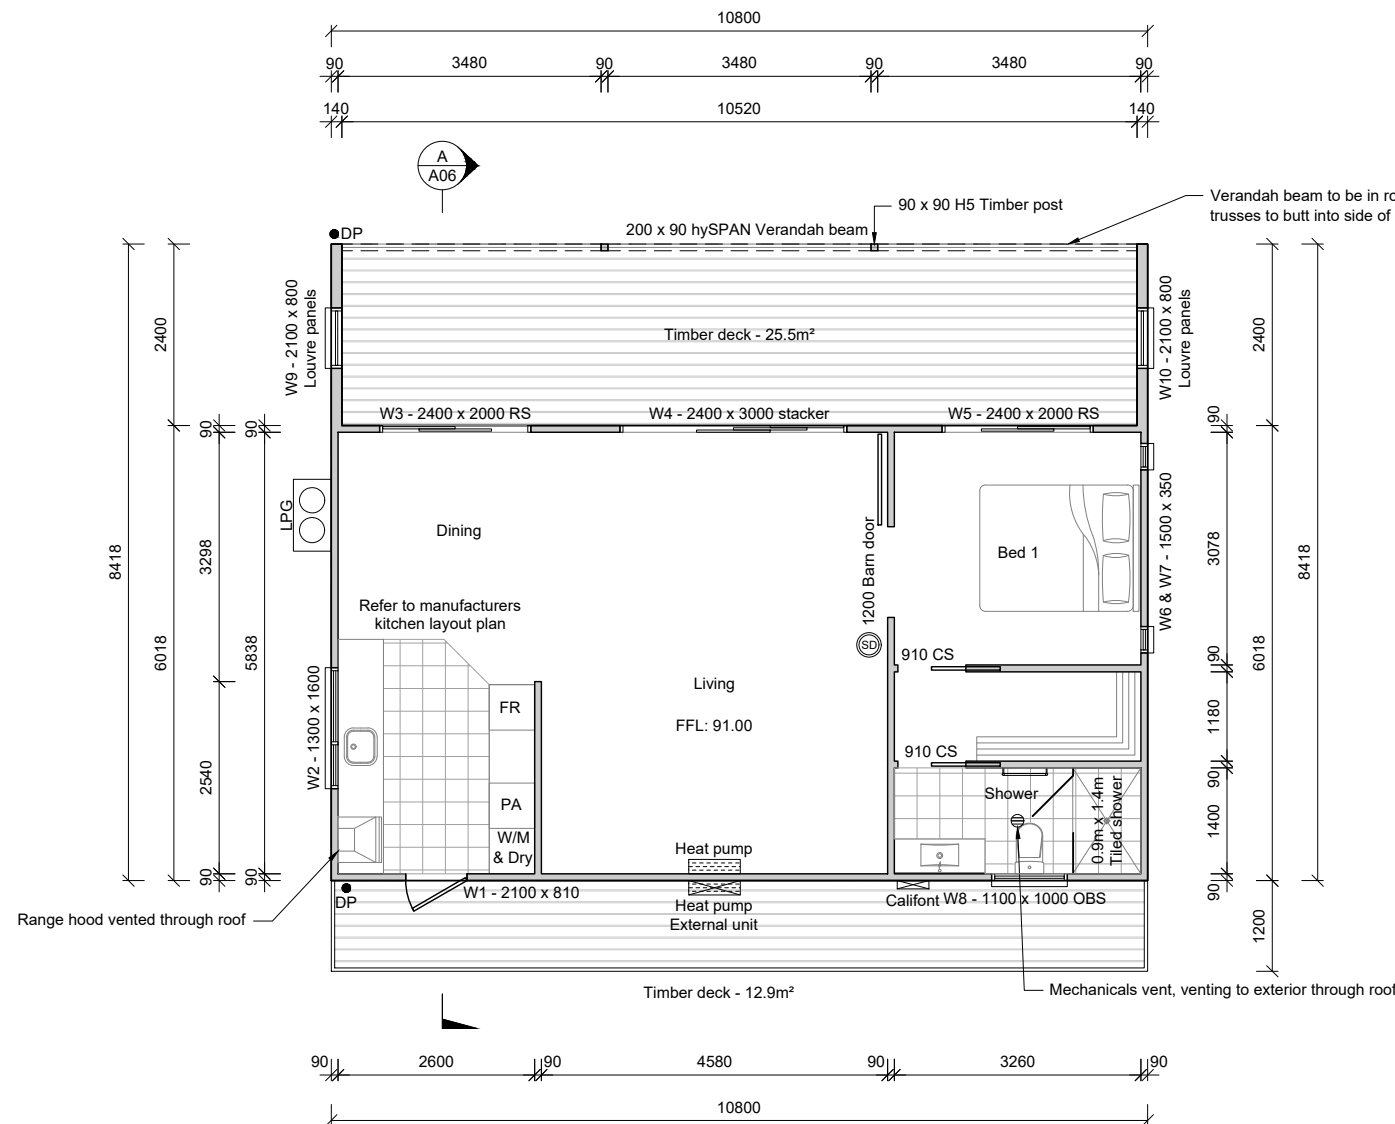 10800
90
3480
90
3480
90
3480
90
140
10520
140
A
A06
90 x 90 H5 Timber post
Verandah beam to be in ro
trusses to butt into side of
DP
200 x 90 hySPAN Verandah beam
W9 - 2100 x 800
Louvre panels
W10 - 2100 x 800
Louvre panels
Timber deck - 25.5m²
2400
2400
2400
W3 - 2400 x 2000 RS
W4 - 2400 x 3000 stacker
W5 - 2400 x 2000 RS
90
90
90
LPG
Dining
1200 Barn door
Bed 1
W6 & W7 - 1500 x 350
8418
6018
3298
5838
3078
6018
8418
Refer to manufacturers
kitchen layout plan
SD
910 CS
90
Living
FFL: 91.00
FR
W2 - 1300 x 1600
2540
1180
910 CS
90
PA
Shower
0.9m x 1.4m
Tiled shower
1400
W/M
& Dry
Heat pump
90
90
90
DP
W1 - 2100 x 810
Heat pump
External unit
Califont
W8 - 1100 x 1000 OBS
Range hood vented through roof
1200
Timber deck - 12.9m²
Mechanicals vent, venting to exterior through roof
90
2600
90
4580
90
3260
90
10800